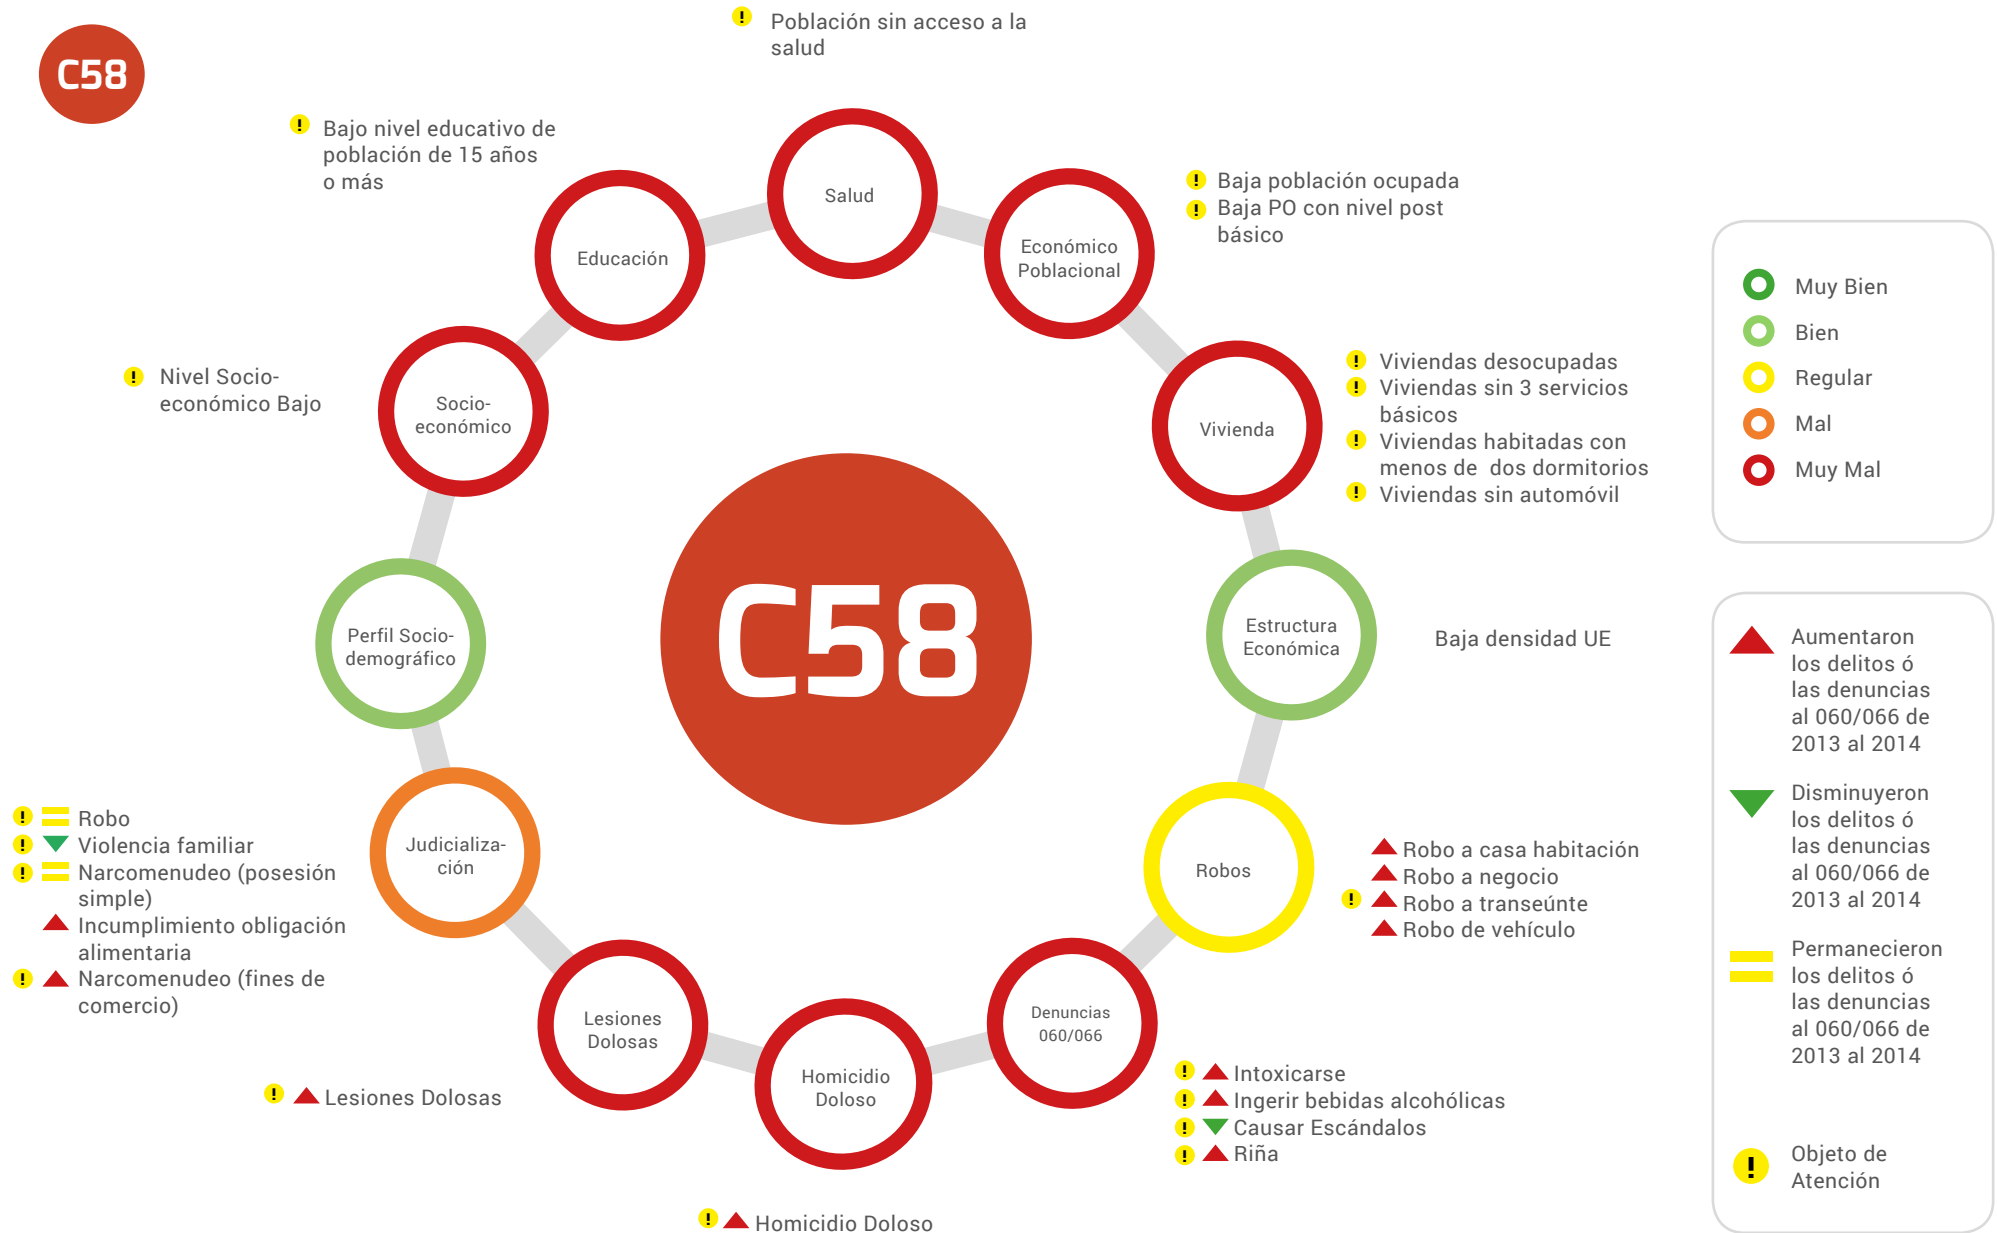 C58
Población sin acceso a la
salud
Bajo nivel educativo de
población de 15 años
o más
Salud
Baja población ocupada
Baja PO con nivel post
básico
Educación
Económico
Poblacional
Nivel Socio-
económico Bajo
Socio-
económico
Vivienda
Viviendas desocupadas
Viviendas sin 3 servicios
básicos
Viviendas habitadas con
menos de dos dormitorios
Viviendas sin automóvil
Muy Bien
Bien
Regular
Mal
Muy Mal
C58
Perfil Socio-
demográfico
Estructura
Económica
Baja densidad UE
Robo
Violencia familiar
Narcomenudeo (posesión
simple)
Incumplimiento obligación
alimentaria
Narcomenudeo (fines de
comercio)
Judicializa-
ción
Robos
Robo a casa habitación
Robo a negocio
Robo a transeúnte
Robo de vehículo
Lesiones
Dolosas
Denuncias
060/066
Homicidio
Doloso
Lesiones Dolosas
Intoxicarse
Ingerir bebidas alcohólicas
Causar Escándalos
Riña
Homicidio Doloso
Aumentaron
los delitos ó
las denuncias
al 060/066 de
2013 al 2014
Disminuyeron
los delitos ó
las denuncias
al 060/066 de
2013 al 2014
Permanecieron
los delitos ó
las denuncias
al 060/066 de
2013 al 2014
Objeto de
Atención